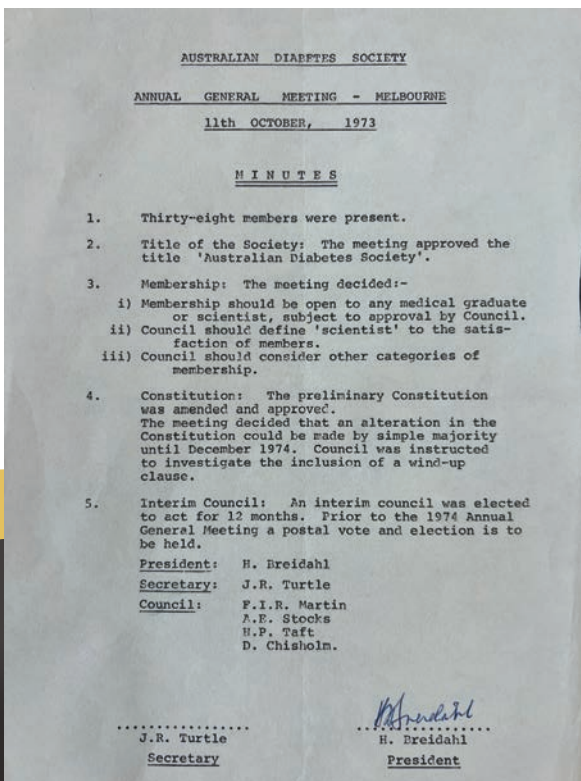 AUSTRALIAN DIABETES SOCIETY
ANNUAL GENERAL MEETING - MELBOURNE
11th OCTOBER, 1973
M I N U T E S
1. Thirty-eight members were present.
2. Title of the Society: The meeting approved the
title 'Australian Diabetes Society'.
3. Membership: The meeting decided:-
i) Membership should be open to any medical graduate
or scientist, subject to approval by Council.
ii) Council should define 'scientist' to the satis-
faction of members.
iii) Council should consider other categories of
membership.
4. Constitution: The preliminary Constitution
was amended and approved.
The meeting decided that an alteration in the
Constitution could be made by simple majority
until December 1974. Council was instructed
to investigate the inclusion of a wind-up
clause.
5. Interim Council: An interim council was elected
to act for 12 months. Prior to the 1974 Annual
General Meeting a postal vote and election is to
be held.
President: H. Breidahl
Secretary: J.R. Turtle
Council: F.I.R. Martin
A.E. Stocks
H.P. Taft
D. Chisholm.
................ ................
J.R. Turtle H. Breidahl
Secretary President